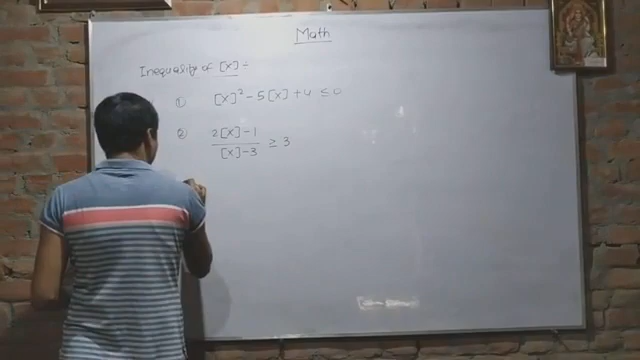 Math
Inequality of [x] :-
① [x]² - 5[x] + 4 ≤ 0
② 2[x] - 1 / [x] - 3 ≥ 3